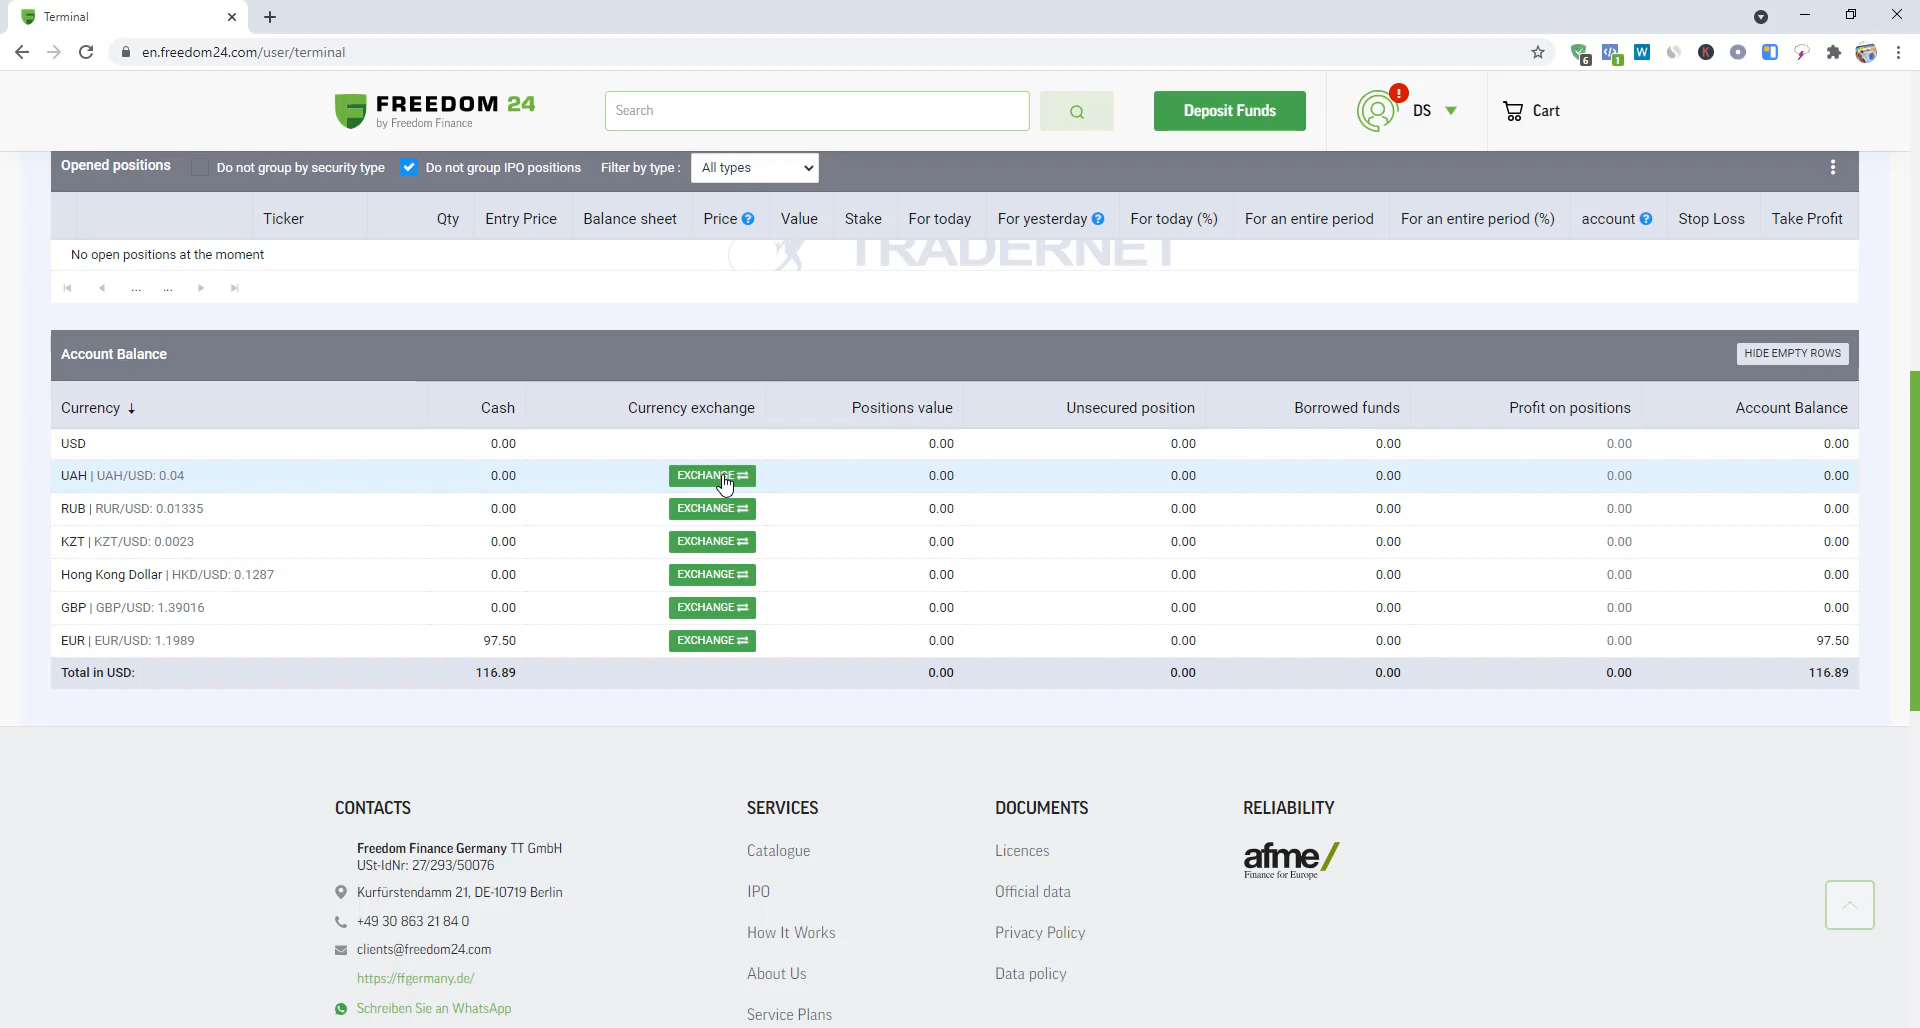 Terminal
en.freedom24.com/user/terminal
6
1
W
K
FREEDOM 24
by Freedom Finance
Search
Deposit Funds
!
DS
Cart
Opened positions
Do not group by security type
Do not group IPO positions
Filter by type :
All types
Ticker Qty Entry Price Balance sheet Price ? Value Stake For today For yesterday ? For today (%) For an entire period For an entire period (%) account ? Stop Loss Take Profit
TRADERNET
No open positions at the moment
... ...
Account Balance
HIDE EMPTY ROWS
Currency ↓ Cash Currency exchange Positions value Unsecured position Borrowed funds Profit on positions Account Balance
USD 0.00 0.00 0.00 0.00 0.00 0.00
UAH | UAH/USD: 0.04 0.00 EXCHANGE 0.00 0.00 0.00 0.00 0.00
RUB | RUR/USD: 0.01335 0.00 EXCHANGE 0.00 0.00 0.00 0.00 0.00
KZT | KZT/USD: 0.0023 0.00 EXCHANGE 0.00 0.00 0.00 0.00 0.00
Hong Kong Dollar | HKD/USD: 0.1287 0.00 EXCHANGE 0.00 0.00 0.00 0.00 0.00
GBP | GBP/USD: 1.39016 0.00 EXCHANGE 0.00 0.00 0.00 0.00 0.00
EUR | EUR/USD: 1.1989 97.50 EXCHANGE 0.00 0.00 0.00 0.00 97.50
Total in USD: 116.89 0.00 0.00 0.00 0.00 116.89
CONTACTS
Freedom Finance Germany TT GmbH
USt-IdNr: 27/293/50076
Kurfürstendamm 21, DE-10719 Berlin
+49 30 863 21 84 0
clients@freedom24.com
https://ffgermany.de/
Schreiben Sie an WhatsApp
SERVICES
Catalogue
IPO
How It Works
About Us
Service Plans
DOCUMENTS
Licences
Official data
Privacy Policy
Data policy
RELIABILITY
afme/
Finance for Europe